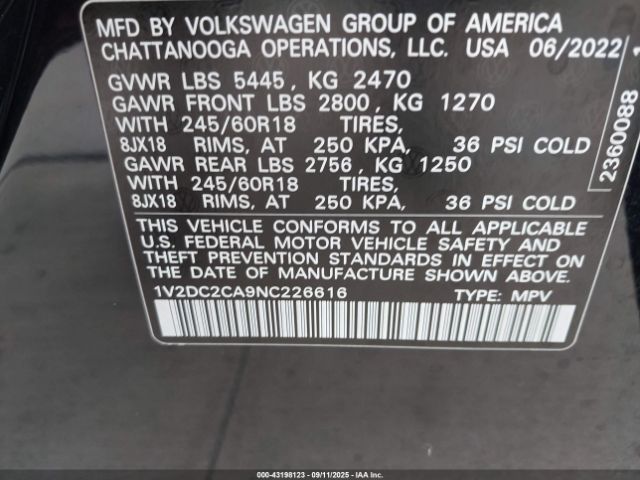 MFD BY VOLKSWAGEN GROUP OF AMERICA
CHATTANOOGA OPERATIONS, LLC. USA 06/2022
GVWR LBS 5445, KG 2470
GAWR FRONT LBS 2800, KG 1270
WITH 245/60R18 TIRES,
8JX18 RIMS, AT 250 KPA, 36 PSI COLD
GAWR REAR LBS 2756, KG 1250
WITH 245/60R18 TIRES,
8JX18 RIMS, AT 250 KPA, 36 PSI COLD
THIS VEHICLE CONFORMS TO ALL APPLICABLE
U.S. FEDERAL MOTOR VEHICLE SAFETY AND
THEFT PREVENTION STANDARDS IN EFFECT ON
THE DATE OF MANUFACTURE SHOWN ABOVE.
1V2DC2CA9NC226616 TYPE: MPV
2360088
000-43198123 - 09/11/2025 - IAA Inc.